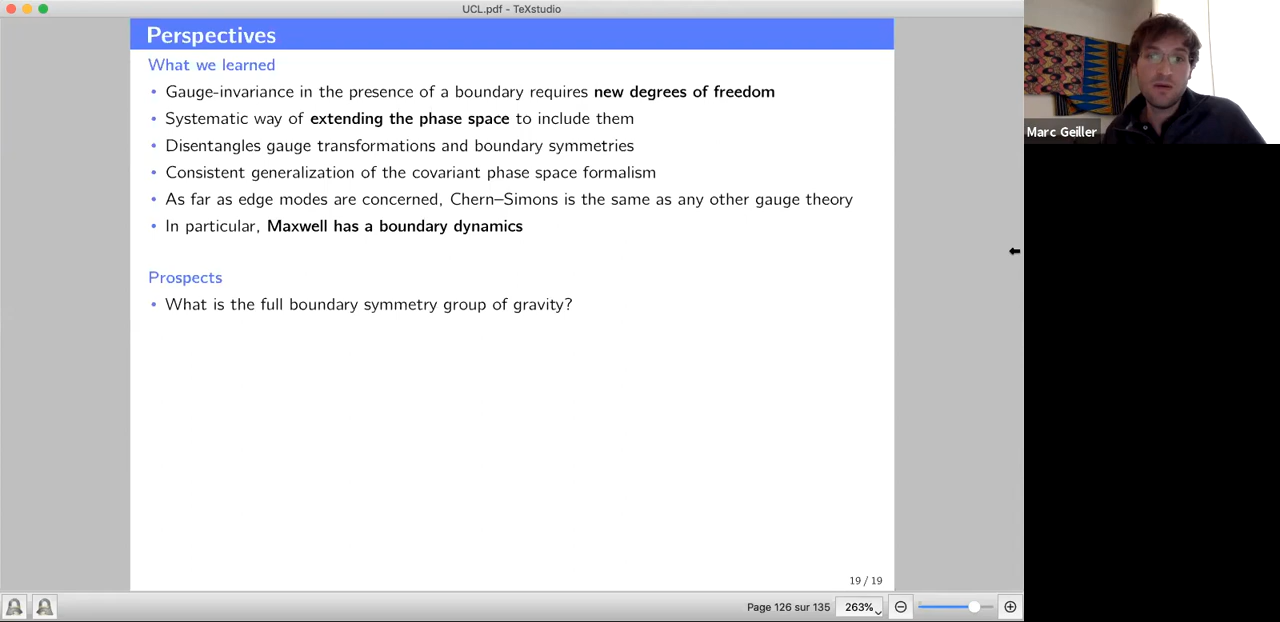 UCL.pdf - TeXstudio
Perspectives
What we learned
• Gauge-invariance in the presence of a boundary requires new degrees of freedom
• Systematic way of extending the phase space to include them
• Disentangles gauge transformations and boundary symmetries
• Consistent generalization of the covariant phase space formalism
• As far as edge modes are concerned, Chern–Simons is the same as any other gauge theory
• In particular, Maxwell has a boundary dynamics
Prospects
• What is the full boundary symmetry group of gravity?
19 / 19
Page 126 sur 135
263%
Marc Geiller